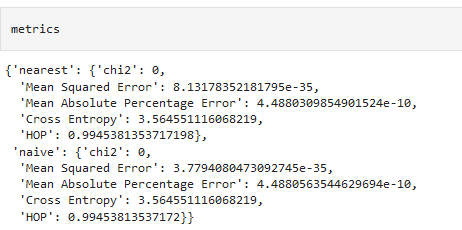 metrics
{'nearest': {'chi2': 0,
'Mean Squared Error': 8.13178352181795e-35,
'Mean Absolute Percentage Error': 4.4880309854901524e-10,
'Cross Entropy': 3.564551116068219,
'HOP': 0.9945381353717198},
'naive': {'chi2': 0,
'Mean Squared Error': 3.7794080473092745e-35,
'Mean Absolute Percentage Error': 4.4880563544629694e-10,
'Cross Entropy': 3.564551116068219,
'HOP': 0.99453813537172}}